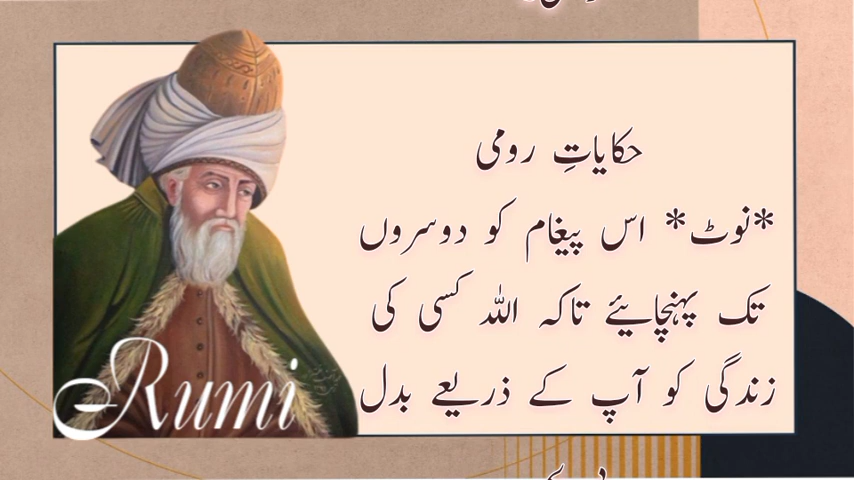 حکایاتِ رومی
*نوٹ* اس پیغام کو دوسروں
تک پہنچائیے تاکہ اللہ کسی کی
زندگی کو آپ کے ذریعے بدل
Rumi